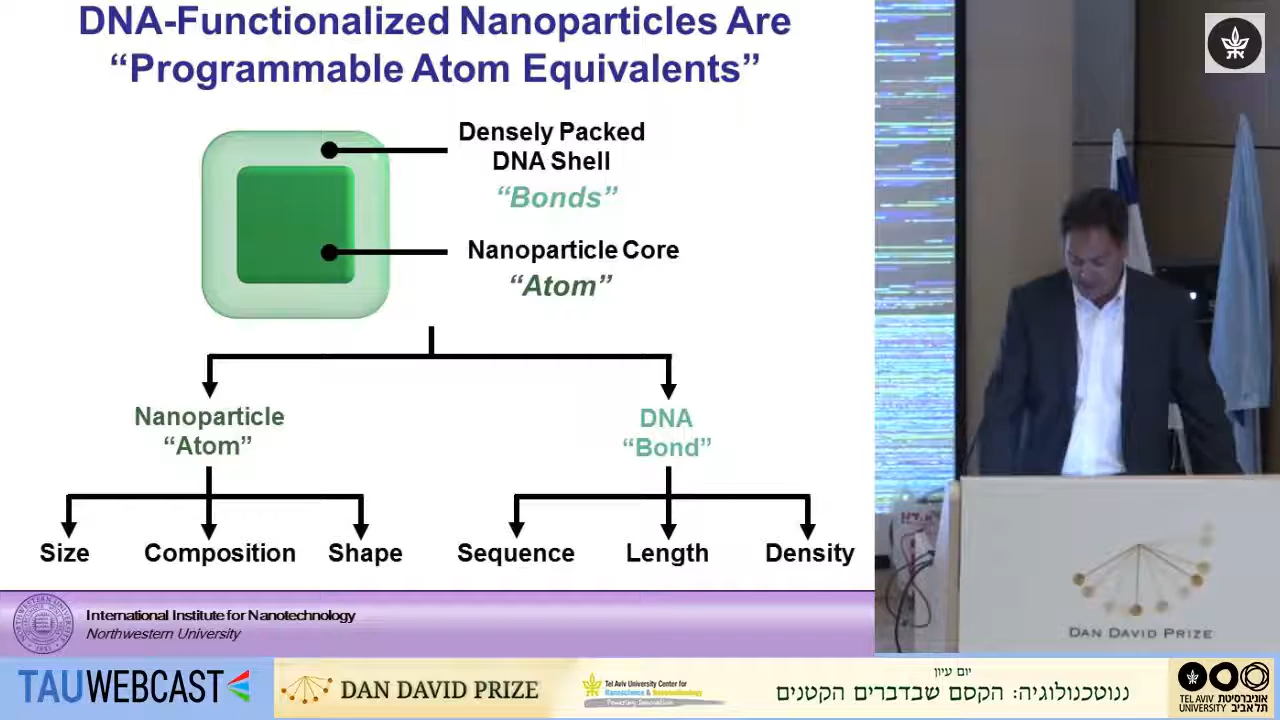 DNA-Functionalized Nanoparticles Are
“Programmable Atom Equivalents”
Densely Packed
DNA Shell
“Bonds”
Nanoparticle Core
“Atom”
Nanoparticle
“Atom”
DNA
“Bond”
Size
Composition
Shape
Sequence
Length
Density
International Institute for Nanotechnology
Northwestern University
DAN DAVID PRIZE
TAUWEBCAST
DAN DAVID PRIZE
Tel Aviv University Center for
Nanoscience & Nanotechnology
Powering Innovation
יום עיון
ננוטכנולוגיה: הקסם שבדברים הקטנים
TEL AVIV אוניברסיטת
UNIVERSITY תל אביב